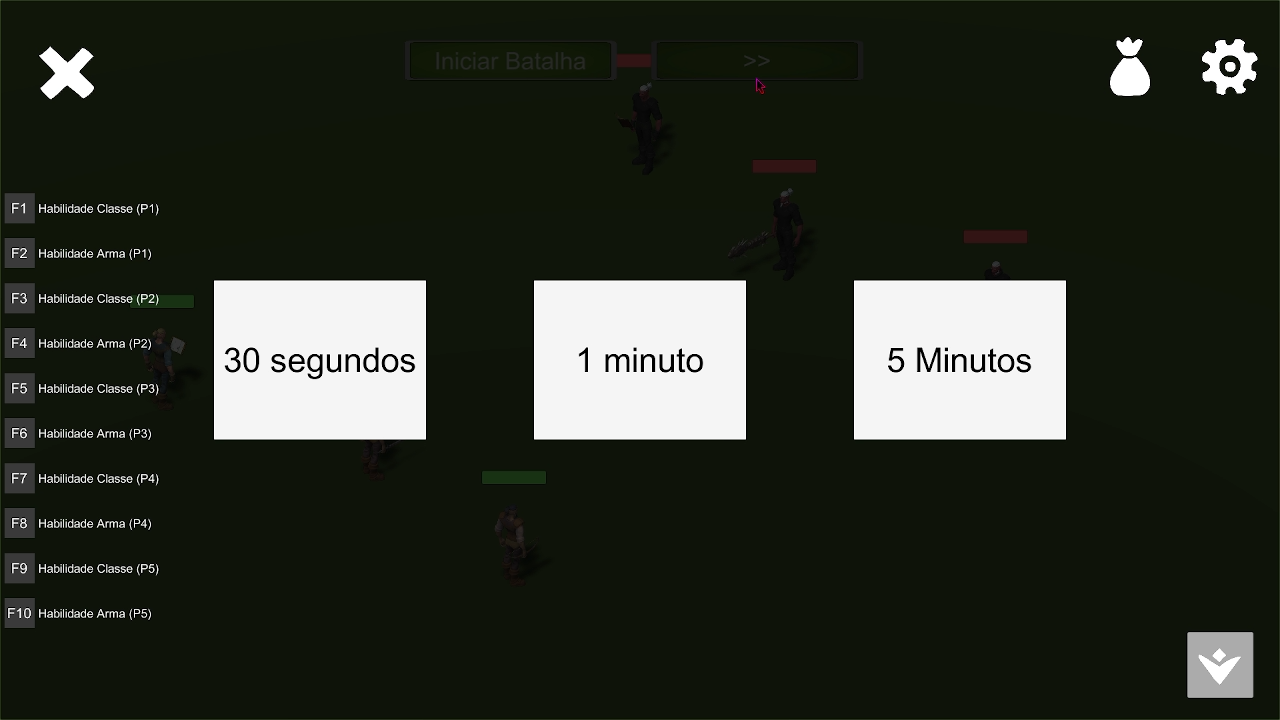 Iniciar Batalha
>>
F1 Habilidade Classe (P1)
F2 Habilidade Arma (P1)
F3 Habilidade Classe (P2)
F4 Habilidade Arma (P2)
F5 Habilidade Classe (P3)
F6 Habilidade Arma (P3)
F7 Habilidade Classe (P4)
F8 Habilidade Arma (P4)
F9 Habilidade Classe (P5)
F10 Habilidade Arma (P5)
30 segundos
1 minuto
5 Minutos